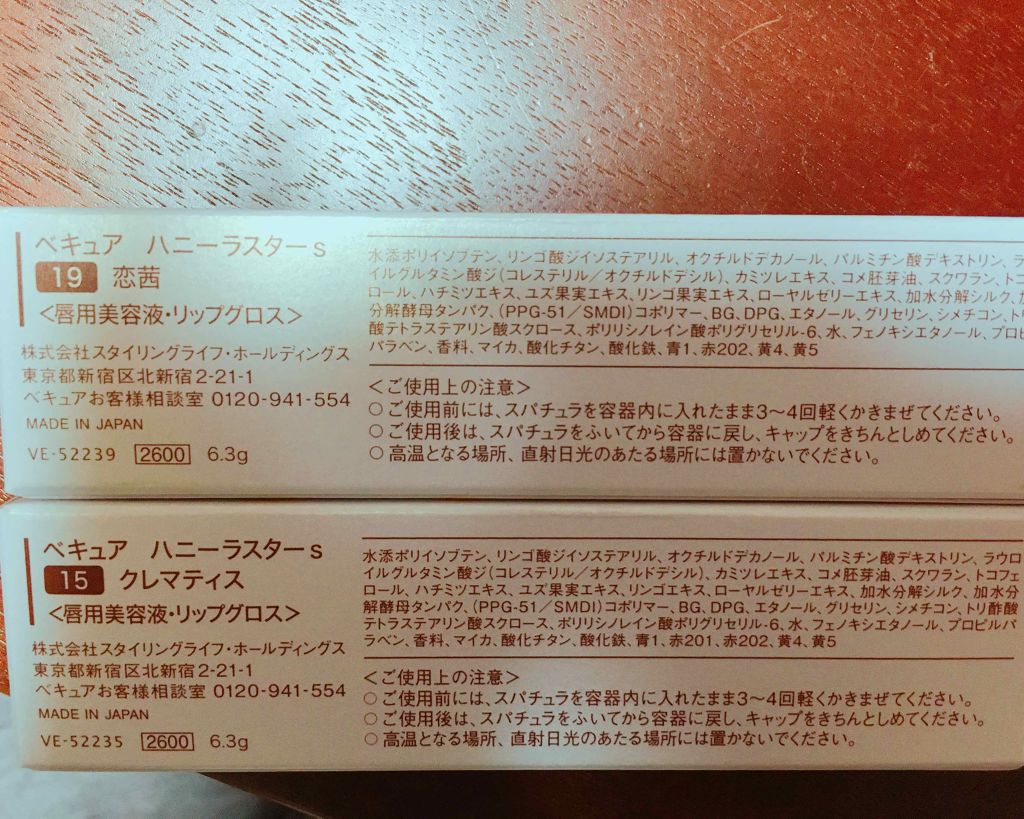 ベキュア ハニーラスターs
19 恋茜
<唇用美容液・リップグロス>
株式会社スタイリングライフ・ホールディングス
東京都新宿区北新宿2-21-1
ベキュアお客様相談室 0120-941-554
MADE IN JAPAN
VE-52239 2600 6.3g
水添ポリイソブテン、リンゴ酸ジイソステアリル、オクチルドデカノール、パルミチン酸デキストリン、ラ
イルグルタミン酸ジ(コレステリル/オクチルドデシル)、カミツレエキス、コメ胚芽油、スクワラン、トコ
ロール、ハチミツエキス、ユズ果実エキス、リンゴ果実エキス、ローヤルゼリーエキス、加水分解シルク、加
分解酵母タンパク、(PPG-51/SMDI)コポリマー、BG、DPG、エタノール、グリセリン、シメチコン、ト
酸テトラステアリン酸スクロース、ポリリシノレイン酸ポリグリセリル-6、水、フェノキシエタノール、プロピ
パラベン、香料、マイカ、酸化チタン、酸化鉄、青1、赤202、黄4、黄5
<ご使用上の注意>
○ご使用前には、スパチュラを容器内に入れたまま3〜4回軽くかきまぜてください。
○ご使用後は、スパチュラをふいてから容器に戻し、キャップをきちんとしめてください。
○高温となる場所、直射日光のあたる場所には置かないでください。
ベキュア ハニーラスターs
15 クレマティス
<唇用美容液・リップグロス>
株式会社スタイリングライフ・ホールディングス
東京都新宿区北新宿2-21-1
ベキュアお客様相談室 0120-941-554
MADE IN JAPAN
VE-52235 2600 6.3g
水添ポリイソブテン、リンゴ酸ジイソステアリル、オクチルドデカノール、パルミチン酸デキストリン、ラウロ
イルグルタミン酸ジ(コレステリル/オクチルドデシル)、カミツレエキス、コメ胚芽油、スクワラン、トコフェ
ロール、ハチミツエキス、ユズ果実エキス、リンゴエキス、ローヤルゼリーエキス、加水分解シルク、加水分
解酵母タンパク、(PPG-51/SMDI)コポリマー、BG、DPG、エタノール、グリセリン、シメチコン、トリ酢酸
テトラステアリン酸スクロース、ポリリシノレイン酸ポリグリセリル-6、水、フェノキシエタノール、プロピルパ
ラベン、香料、マイカ、酸化チタン、酸化鉄、青1、赤201、赤202、黄4、黄5
<ご使用上の注意>
○ご使用前には、スパチュラを容器内に入れたまま3〜4回軽くかきまぜてください。
○ご使用後は、スパチュラをふいてから容器に戻し、キャップをきちんとしめてください。
○高温となる場所、直射日光のあたる場所には置かないでください。